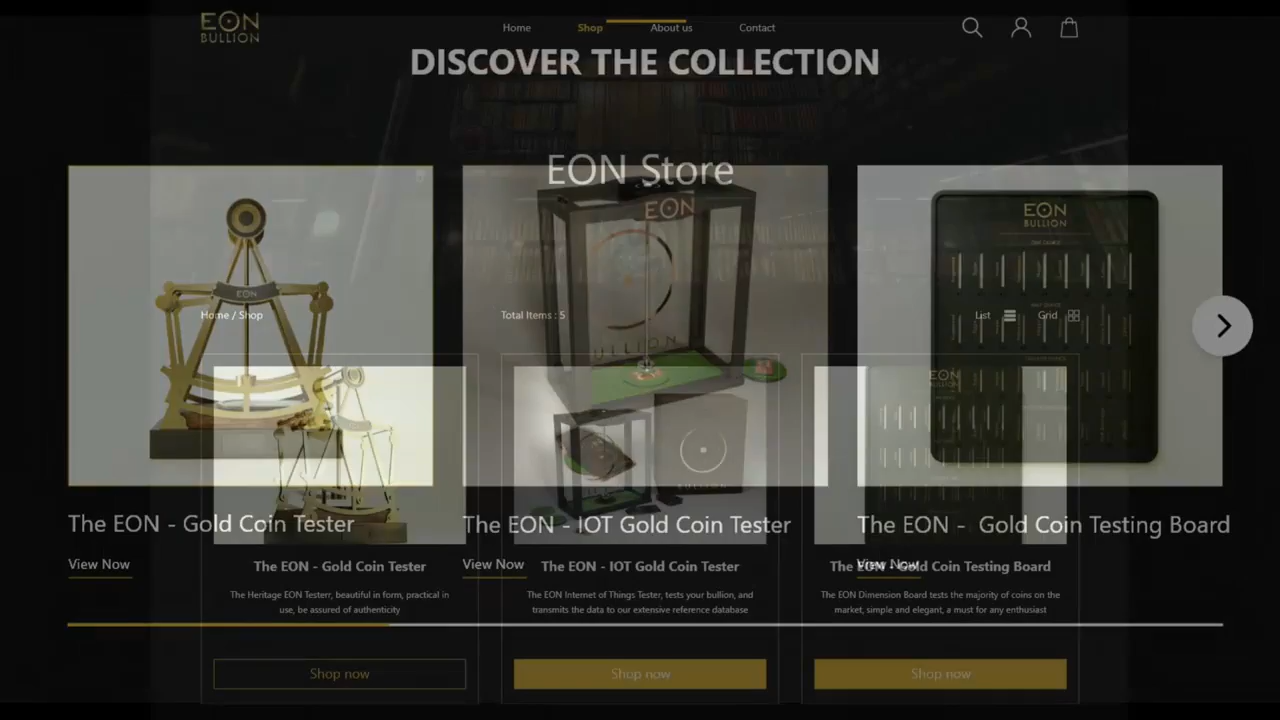 EON
BULLION
Home
Shop
About us
Contact
DISCOVER THE COLLECTION
EON Store
EON
EON
BULLION
EON
Home / Shop
Total Items : 5
List
Grid
EON
BULLION
The EON - Gold Coin Tester
The EON - IOT Gold Coin Tester
The EON - Gold Coin Testing Board
View Now
View Now
View Now
The EON - Gold Coin Tester
The EON - IOT Gold Coin Tester
The EON - Gold Coin Testing Board
The Heritage EON Testerr, beautiful in form, practical in
use, be assured of authenticity
The EON Internet of Things Tester, tests your bullion, and
transmits the data to our extensive reference database
The EON Dimension Board tests the majority of coins on the
market, simple and elegant, a must for any enthusiast
Shop now
Shop now
Shop now